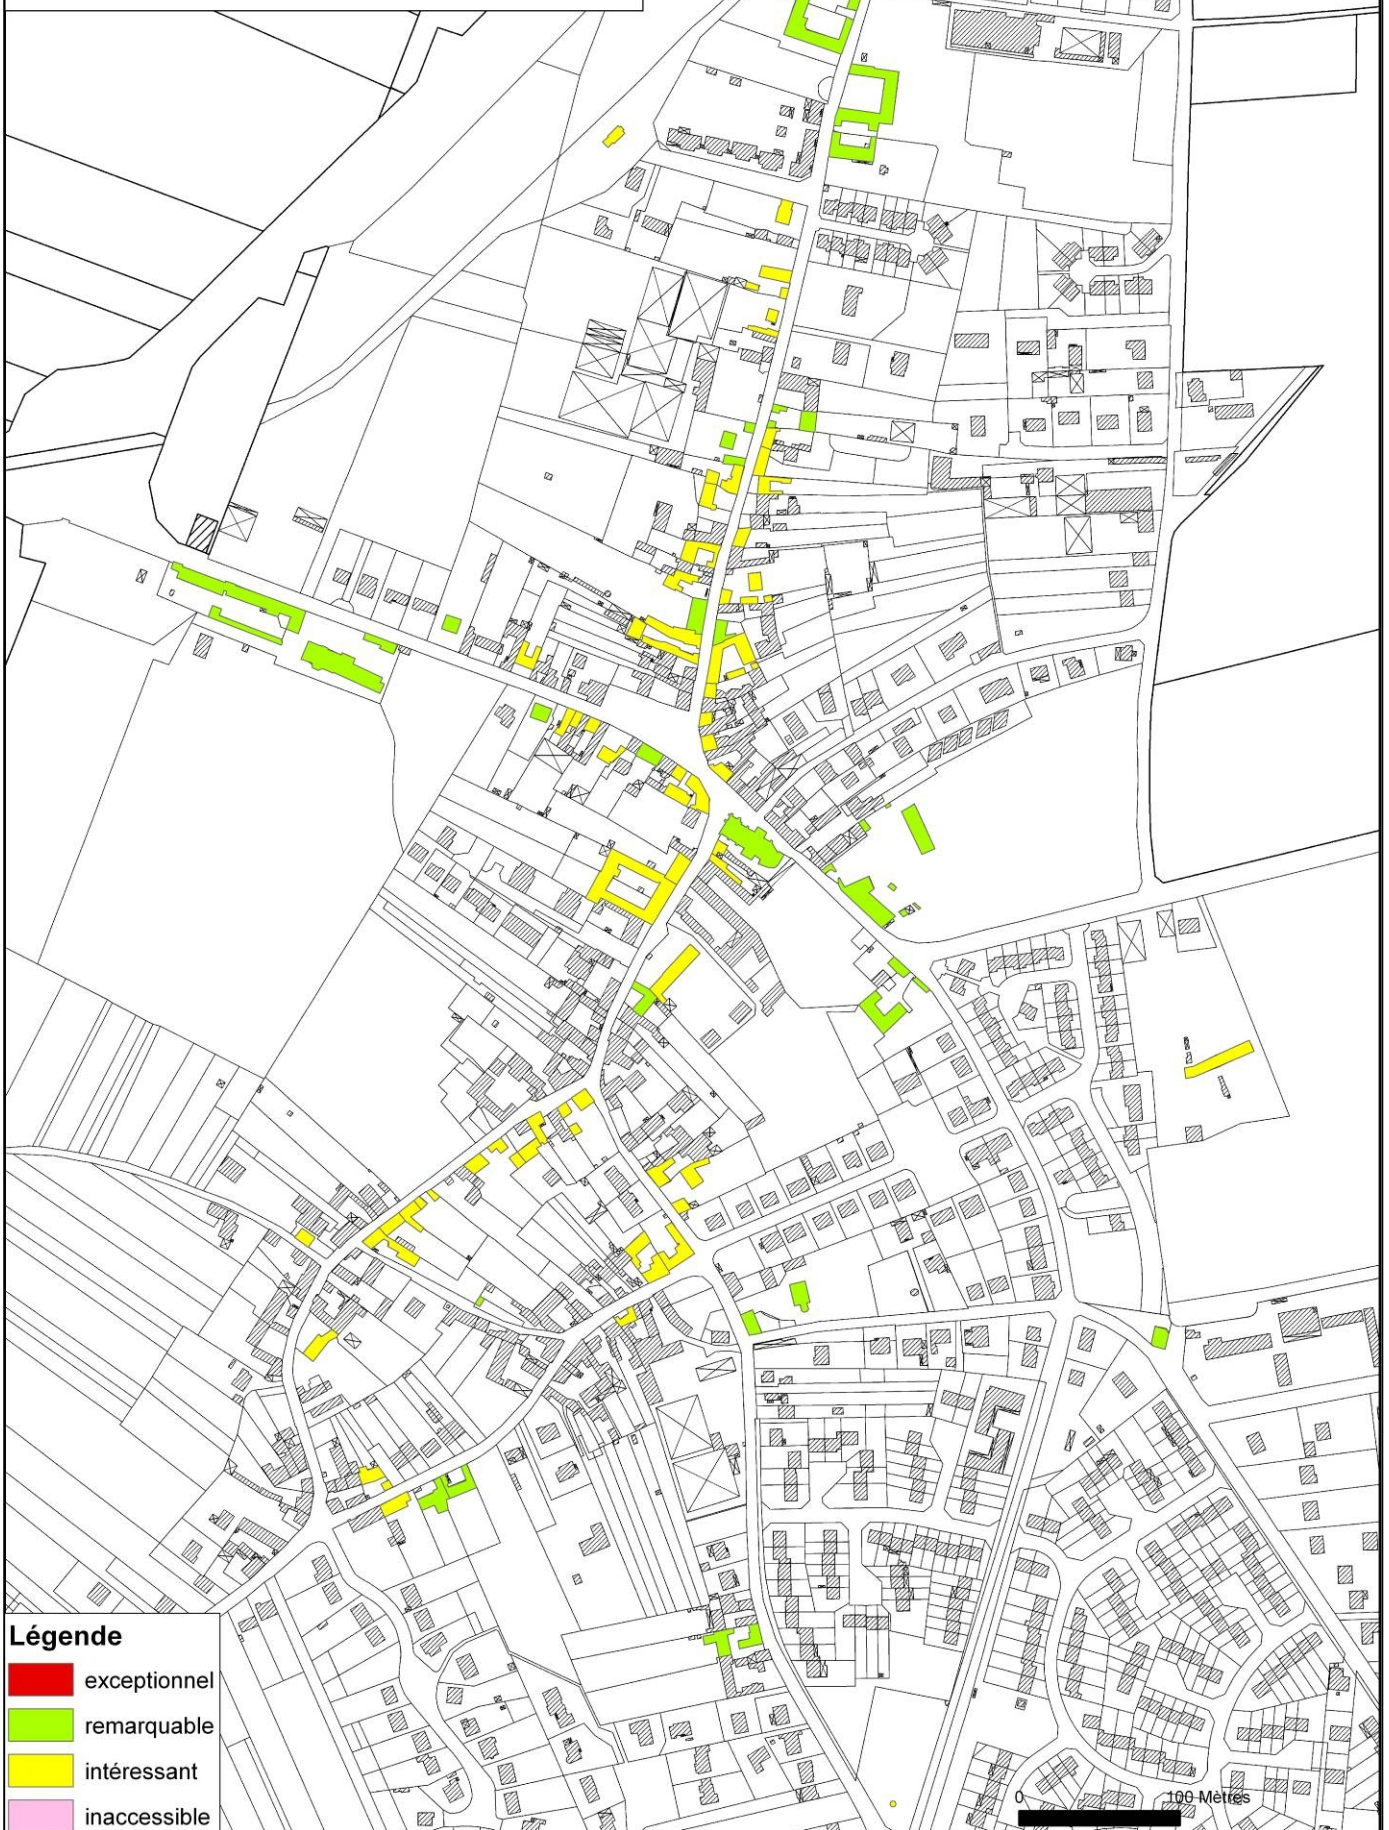 Légende
exceptionnel
remarquable
intéressant
inaccessible
0 100 Mètres